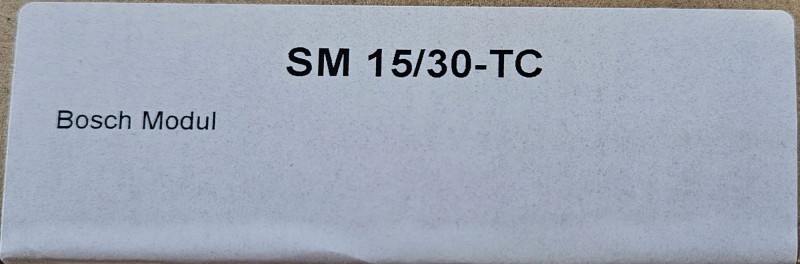 SM 15/30-TC
Bosch Modul